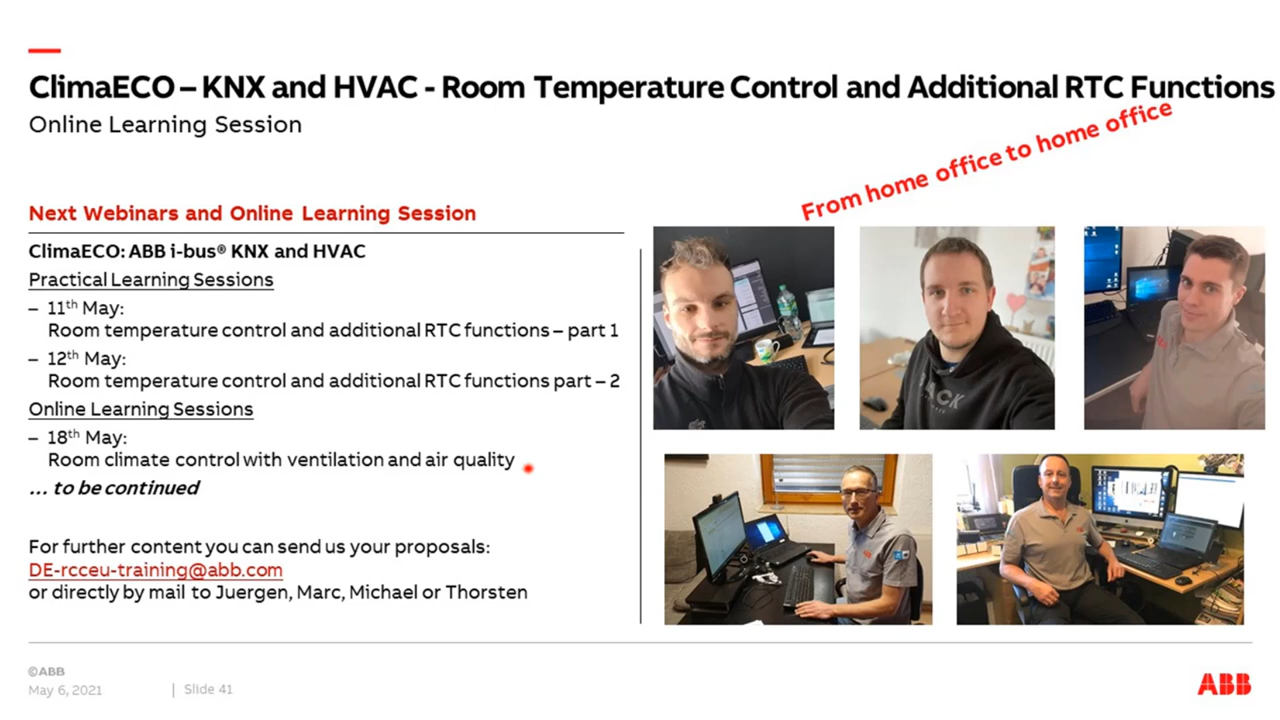 ClimaECO – KNX and HVAC - Room Temperature Control and Additional RTC Functions
Online Learning Session
From home office to home office
Next Webinars and Online Learning Session
ClimaECO: ABB i-bus® KNX and HVAC
Practical Learning Sessions
– 11th May:
Room temperature control and additional RTC functions – part 1
– 12th May:
Room temperature control and additional RTC functions part – 2
Online Learning Sessions
– 18th May:
Room climate control with ventilation and air quality
... to be continued
For further content you can send us your proposals:
DE-rcceu-training@abb.com
or directly by mail to Juergen, Marc, Michael or Thorsten
©ABB
May 6, 2021 | Slide 41
ABB